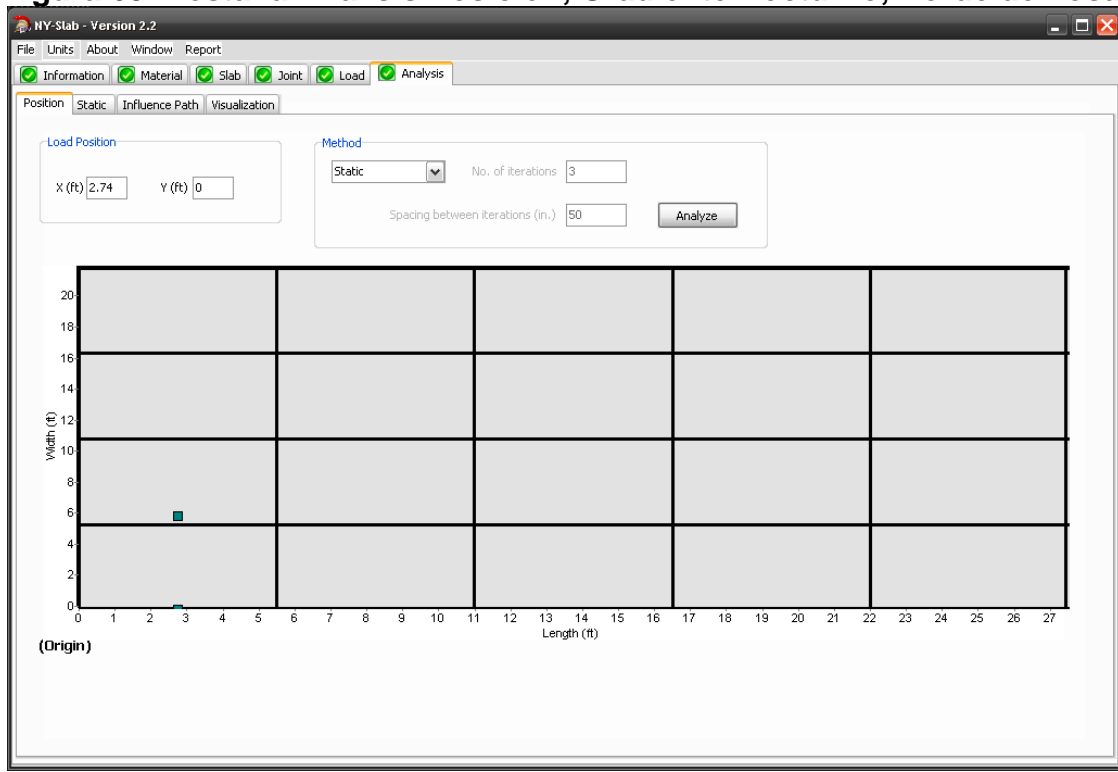 NY-Slab - Version 2.2
File Units About Window Report
Information Material Slab Joint Load Analysis
Position Static Influence Path Visualization
Load Position
Method
Static No. of iterations 3
X (ft) 2.74 Y (ft) 0
Spacing between iterations (in.) 50 Analyze
20
18
16
14
12
10
8
6
4
2
0
Width (ft)
0 1 2 3 4 5 6 7 8 9 10 11 12 13 14 15 16 17 18 19 20 21 22 23 24 25 26 27
Length (ft)
(Origin)